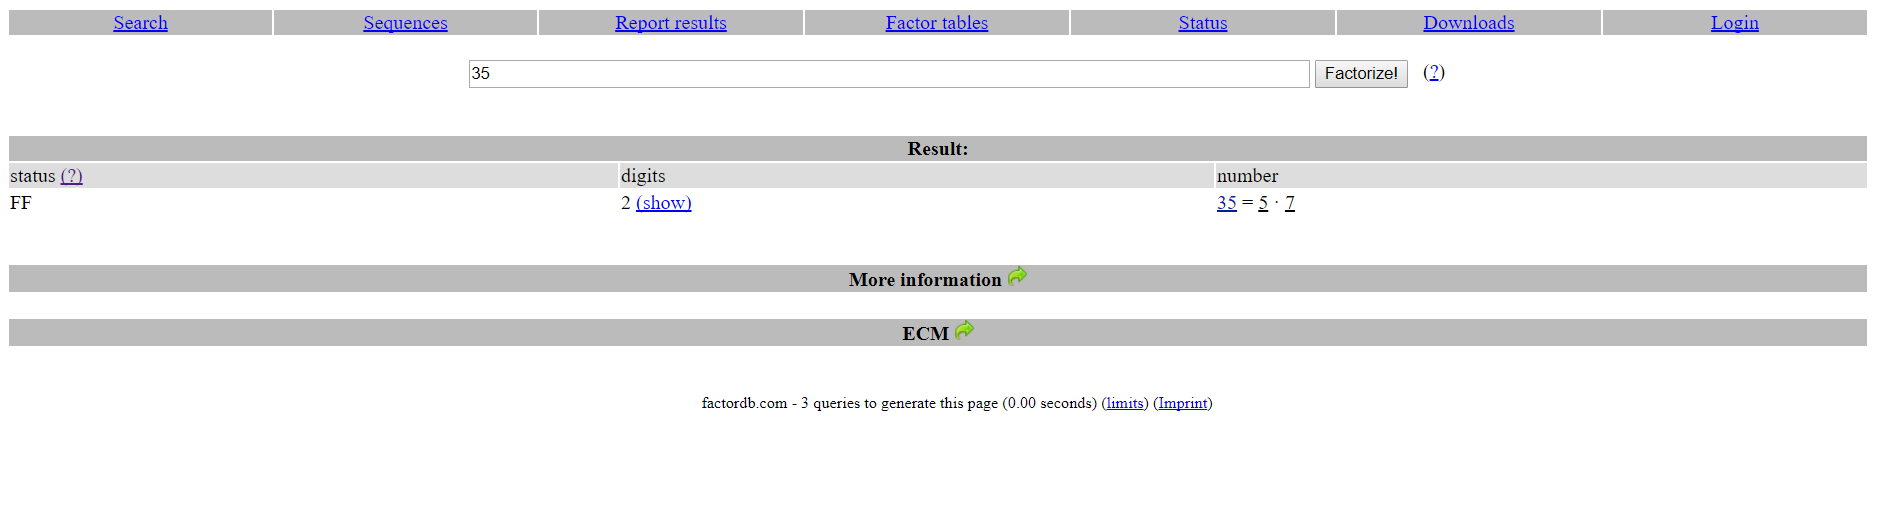 Search Sequences Report results Factor tables Status Downloads Login
35 Factorize! (?)
Result:
status (?) digits number
FF 2 (show) 35 = 5 · 7
More information
ECM
factordb.com - 3 queries to generate this page (0.00 seconds) (limits) (Imprint)